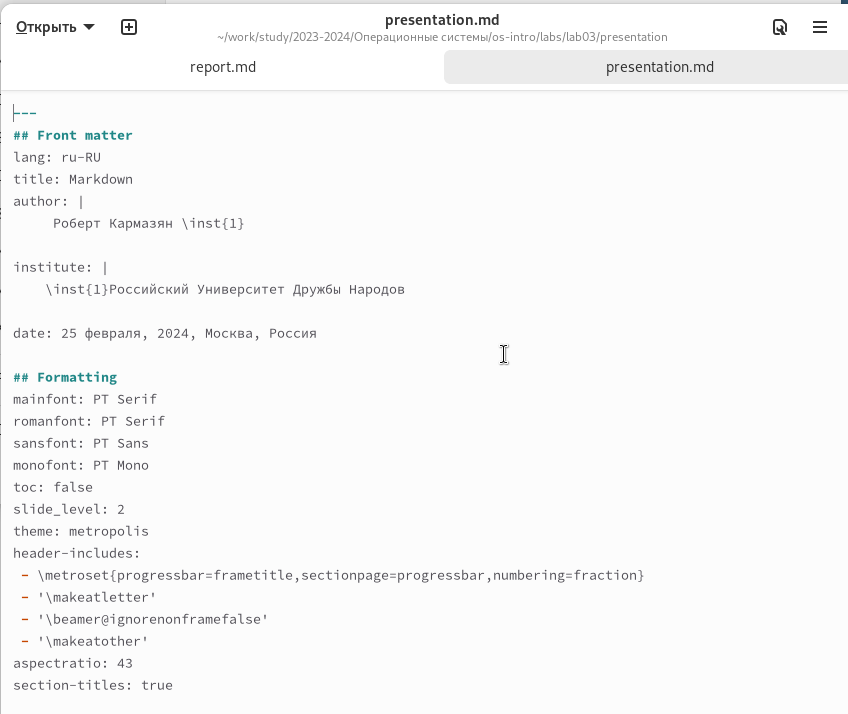 Открыть
presentation.md
~/work/study/2023-2024/Операционные системы/os-intro/labs/lab03/presentation
report.md
presentation.md
---
## Front matter
lang: ru-RU
title: Markdown
author: |
     Роберт Кармазян \inst{1}
institute: |
    \inst{1}Российский Университет Дружбы Народов
date: 25 февраля, 2024, Москва, Россия
## Formatting
mainfont: PT Serif
romanfont: PT Serif
sansfont: PT Sans
monofont: PT Mono
toc: false
slide_level: 2
theme: metropolis
header-includes:
 - \metroset{progressbar=frametitle,sectionpage=progressbar,numbering=fraction}
 - '\makeatletter'
 - '\beamer@ignorenonframefalse'
 - '\makeatother'
aspectratio: 43
section-titles: true